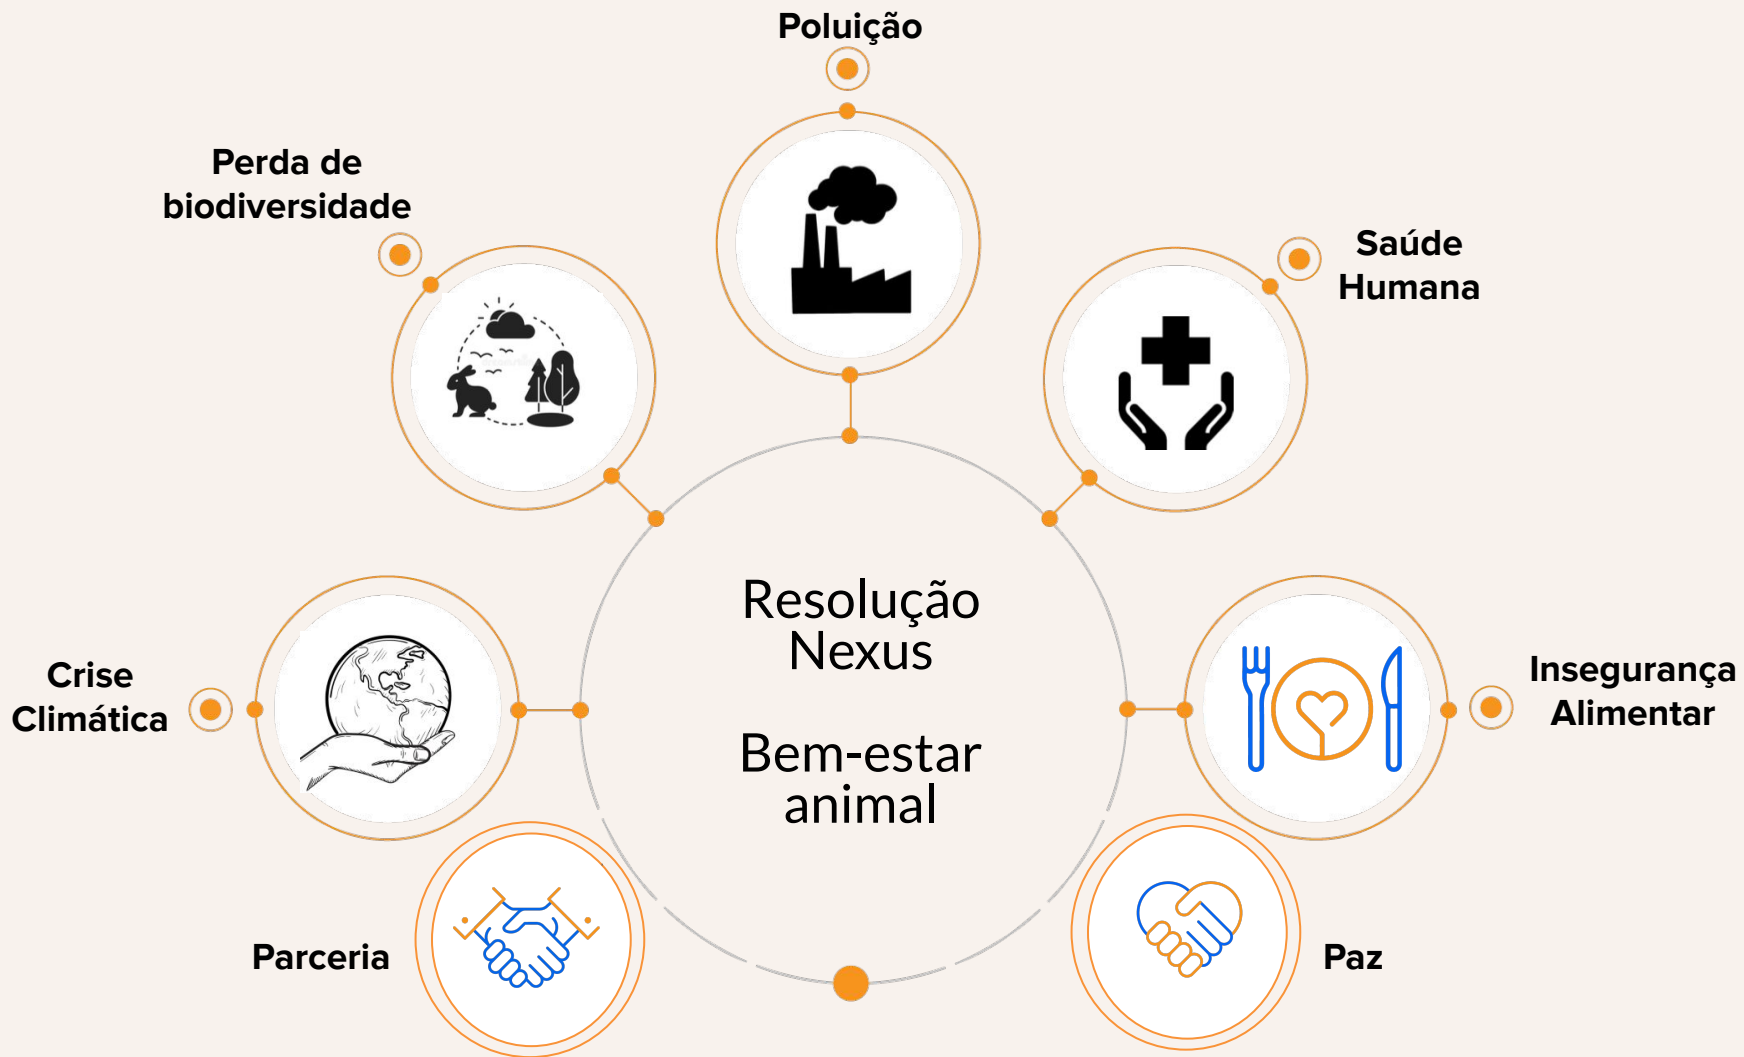 Poluição
Perda de
biodiversidade
Saúde
Humana
Crise
Climática
Resolução
Nexus
Bem-estar
animal
Insegurança
Alimentar
Parceria
Paz